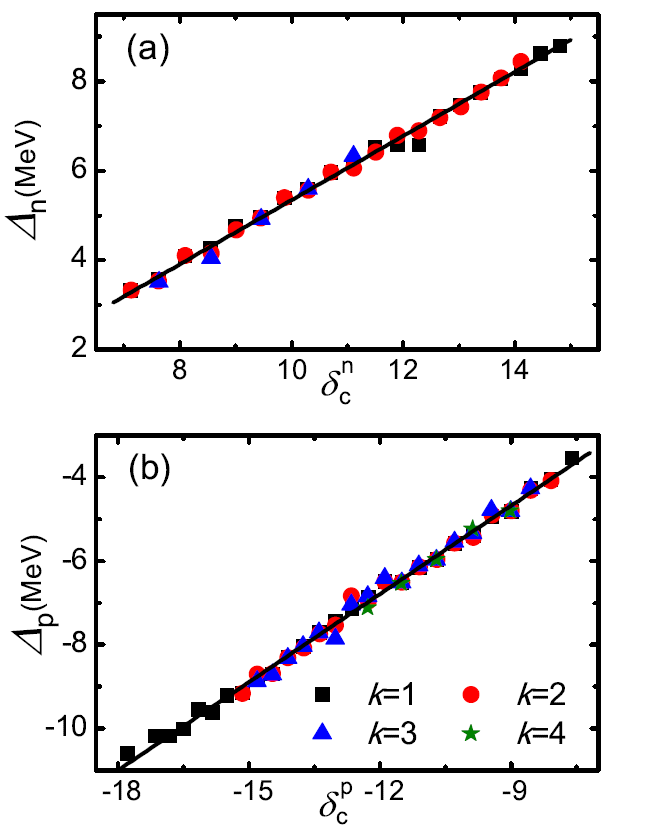 (a)
Δn(MeV)
8
6
4
2
8 10 12 14
δcn
(b)
Δp(MeV)
-4
-6
-8
-10
k=1 k=2
k=3 k=4
-18 -15 -12 -9
δcp